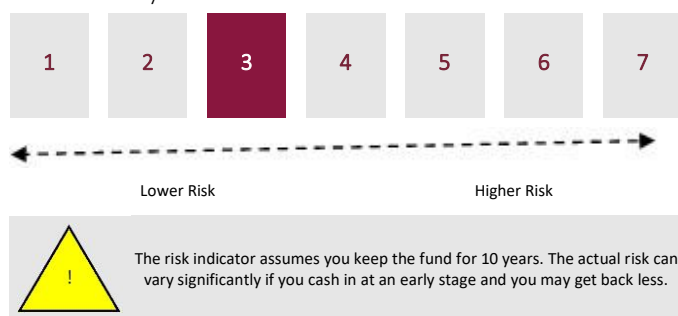 1 2 3 4 5 6 7
Lower Risk Higher Risk
!
The risk indicator assumes you keep the fund for 10 years. The actual risk can
vary significantly if you cash in at an early stage and you may get back less.